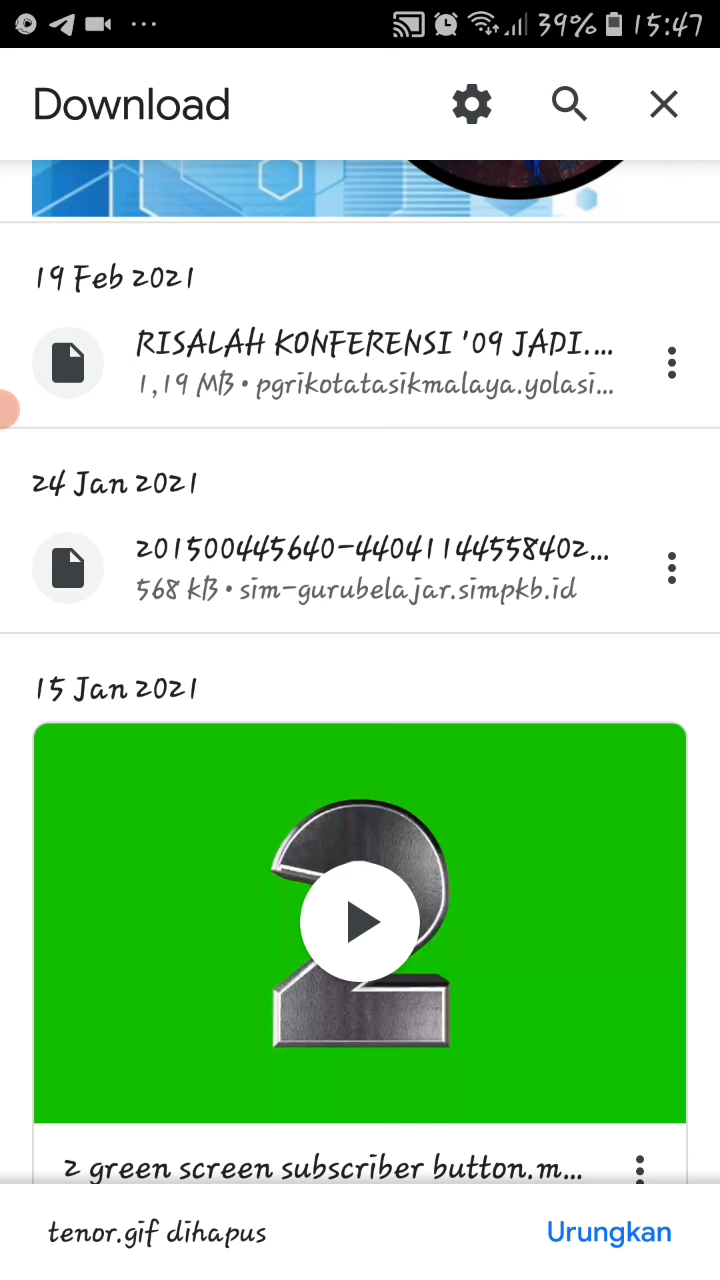 39% 15:47
Download
19 Feb 2021
RISALAH KONFERENSI '09 JADI....
1,19 MB • pgrikotatasikmalaya.yolasi...
24 Jan 2021
201500445640-44041144558402...
568 kB • sim-gurubelajar.simpkb.id
15 Jan 2021
2
2 green screen subscriber button.m...
tenor.gif dihapus Urungkan